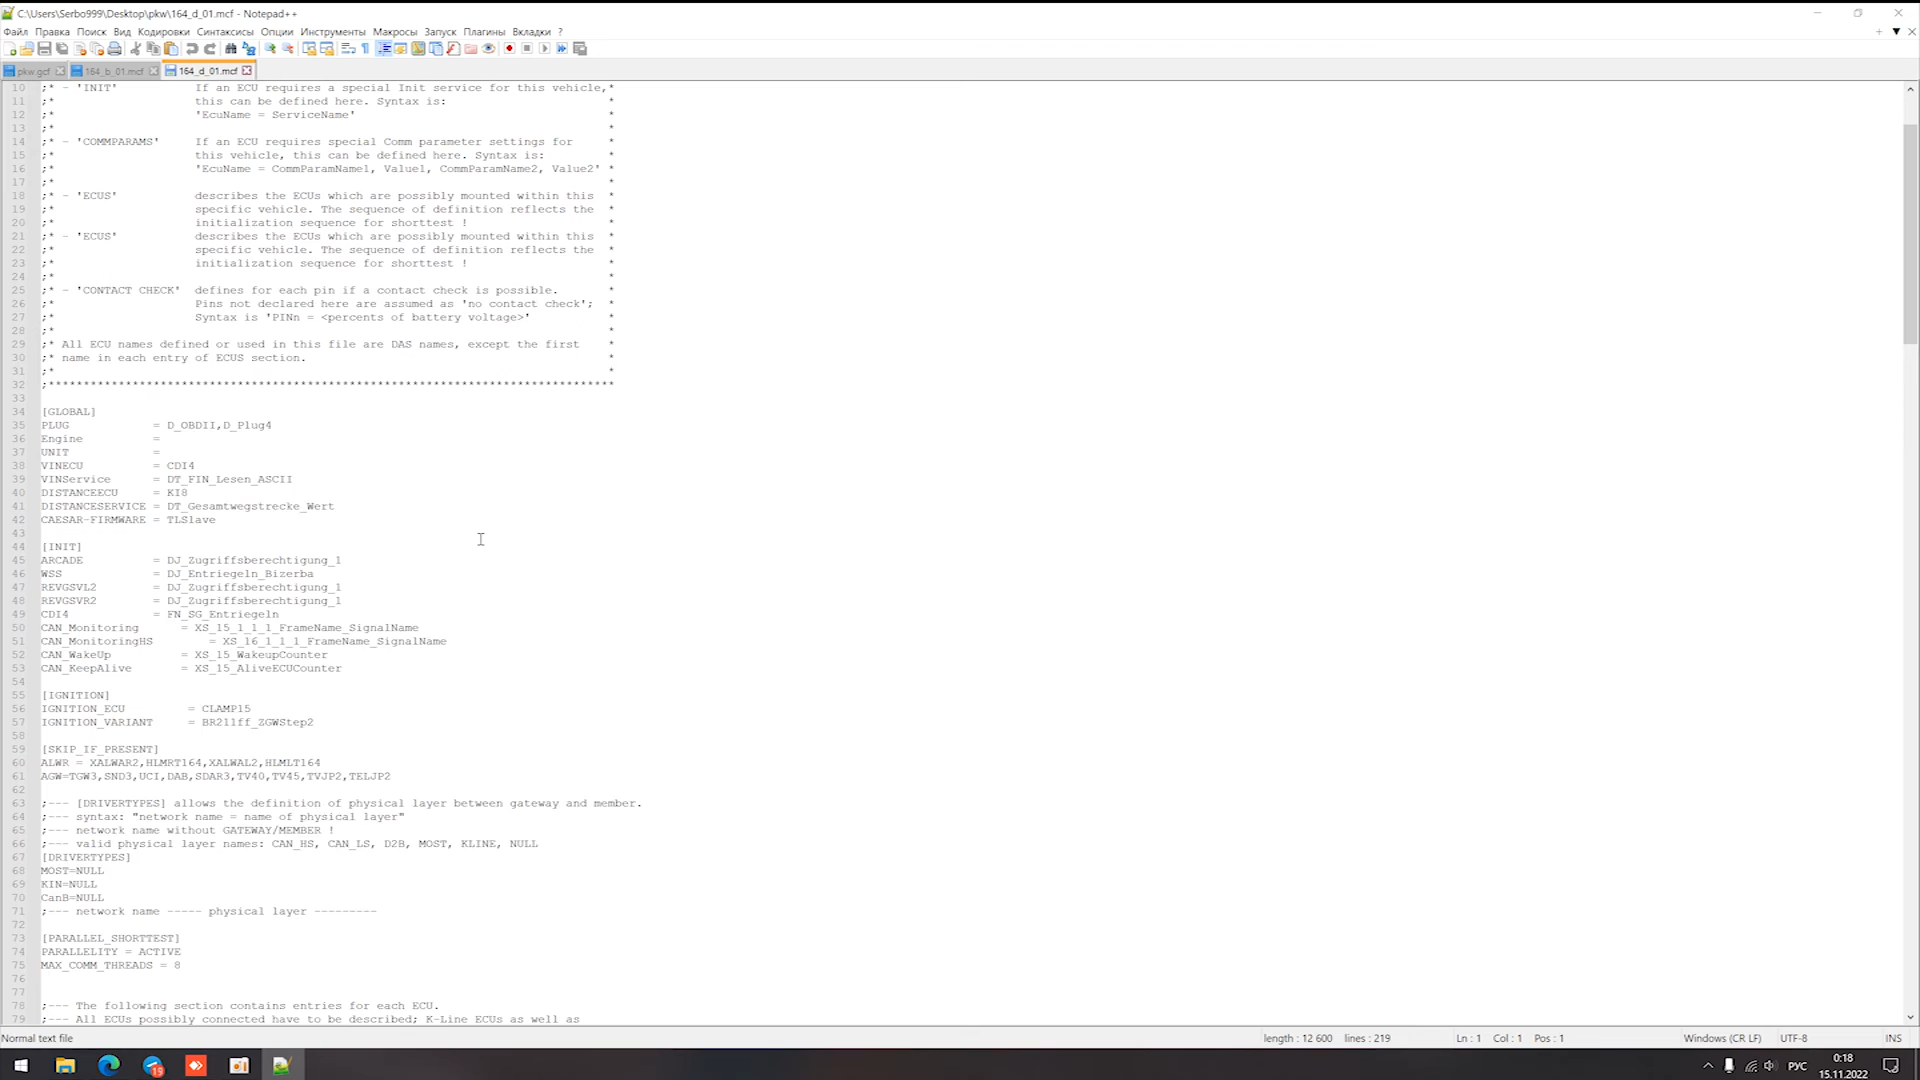 C:\Users\Serbo999\Desktop\pkw\164_d_01.mcf - Notepad++
Файл Правка Поиск Вид Кодировки Синтаксисы Опции Инструменты Макросы Запуск Плагины Вкладки ?
pkw.gcf 164_b_01.mcf 164_d_01.mcf
10 ;* - 'INIT' If an ECU requires a special Init service for this vehicle,*
11 ;* this can be defined here. Syntax is: *
12 ;* 'EcuName = ServiceName' *
13 ;* *
14 ;* - 'COMMPARAMS' If an ECU requires special Comm parameter settings for *
15 ;* this vehicle, this can be defined here. Syntax is: *
16 ;* 'EcuName = CommParamName1, Value1, CommParamName2, Value2' *
17 ;* *
18 ;* - 'ECUS' describes the ECUs which are possibly mounted within this *
19 ;* specific vehicle. The sequence of definition reflects the *
20 ;* initialization sequence for shorttest ! *
21 ;* - 'ECUS' describes the ECUs which are possibly mounted within this *
22 ;* specific vehicle. The sequence of definition reflects the *
23 ;* initialization sequence for shorttest ! *
24 ;* *
25 ;* - 'CONTACT CHECK' defines for each pin if a contact check is possible. *
26 ;* Pins not declared here are assumed as 'no contact check'; *
27 ;* Syntax is 'PINn = <percents of battery voltage>' *
28 ;* *
29 ;* All ECU names defined or used in this file are DAS names, except the first *
30 ;* name in each entry of ECUS section. *
31 ;* *
32 ;*********************************************************************************
33
34 [GLOBAL]
35 PLUG = D_OBDII,D_Plug4
36 Engine =
37 UNIT =
38 VINECU = CDI4
39 VINService = DT_FIN_Lesen_ASCII
40 DISTANCEECU = KI8
41 DISTANCESERVICE = DT_Gesamtwegstrecke_Wert
42 CAESAR-FIRMWARE = TLSlave
43
44 [INIT]
45 ARCADE = DJ_Zugriffsberechtigung_1
46 WSS = DJ_Entriegeln_Bizerba
47 REVGSVL2 = DJ_Zugriffsberechtigung_1
48 REVGSVR2 = DJ_Zugriffsberechtigung_1
49 CDI4 = FN_SG_Entriegeln
50 CAN_Monitoring = XS_15_1_1_1_FrameName_SignalName
51 CAN_MonitoringHS = XS_16_1_1_1_FrameName_SignalName
52 CAN_WakeUp = XS_15_WakeupCounter
53 CAN_KeepAlive = XS_15_AliveECUCounter
54
55 [IGNITION]
56 IGNITION_ECU = CLAMP15
57 IGNITION_VARIANT = BR211ff_ZGWStep2
58
59 [SKIP_IF_PRESENT]
60 ALWR = XALWAR2,HLMRT164,XALWAL2,HLMLT164
61 AGW=TGW3,SND3,UCI,DAB,SDAR3,TV40,TV45,TVJP2,TELJP2
62
63 ;--- [DRIVERTYPES] allows the definition of physical layer between gateway and member.
64 ;--- syntax: "network name = name of physical layer"
65 ;--- network name without GATEWAY/MEMBER !
66 ;--- valid physical layer names: CAN_HS, CAN_LS, D2B, MOST, KLINE, NULL
67 [DRIVERTYPES]
68 MOST=NULL
69 KIN=NULL
70 CanB=NULL
71 ;--- network name ----- physical layer ---------
72
73 [PARALLEL_SHORTTEST]
74 PARALLELITY = ACTIVE
75 MAX_COMM_THREADS = 8
76
77
78 ;--- The following section contains entries for each ECU.
79 ;--- All ECUs possibly connected have to be described; K-Line ECUs as well as
Normal text file length : 12 600 lines : 219 Ln : 1 Col : 1 Pos : 1 Windows (CR LF) UTF-8 INS
19 РУС 0:18
15.11.2022